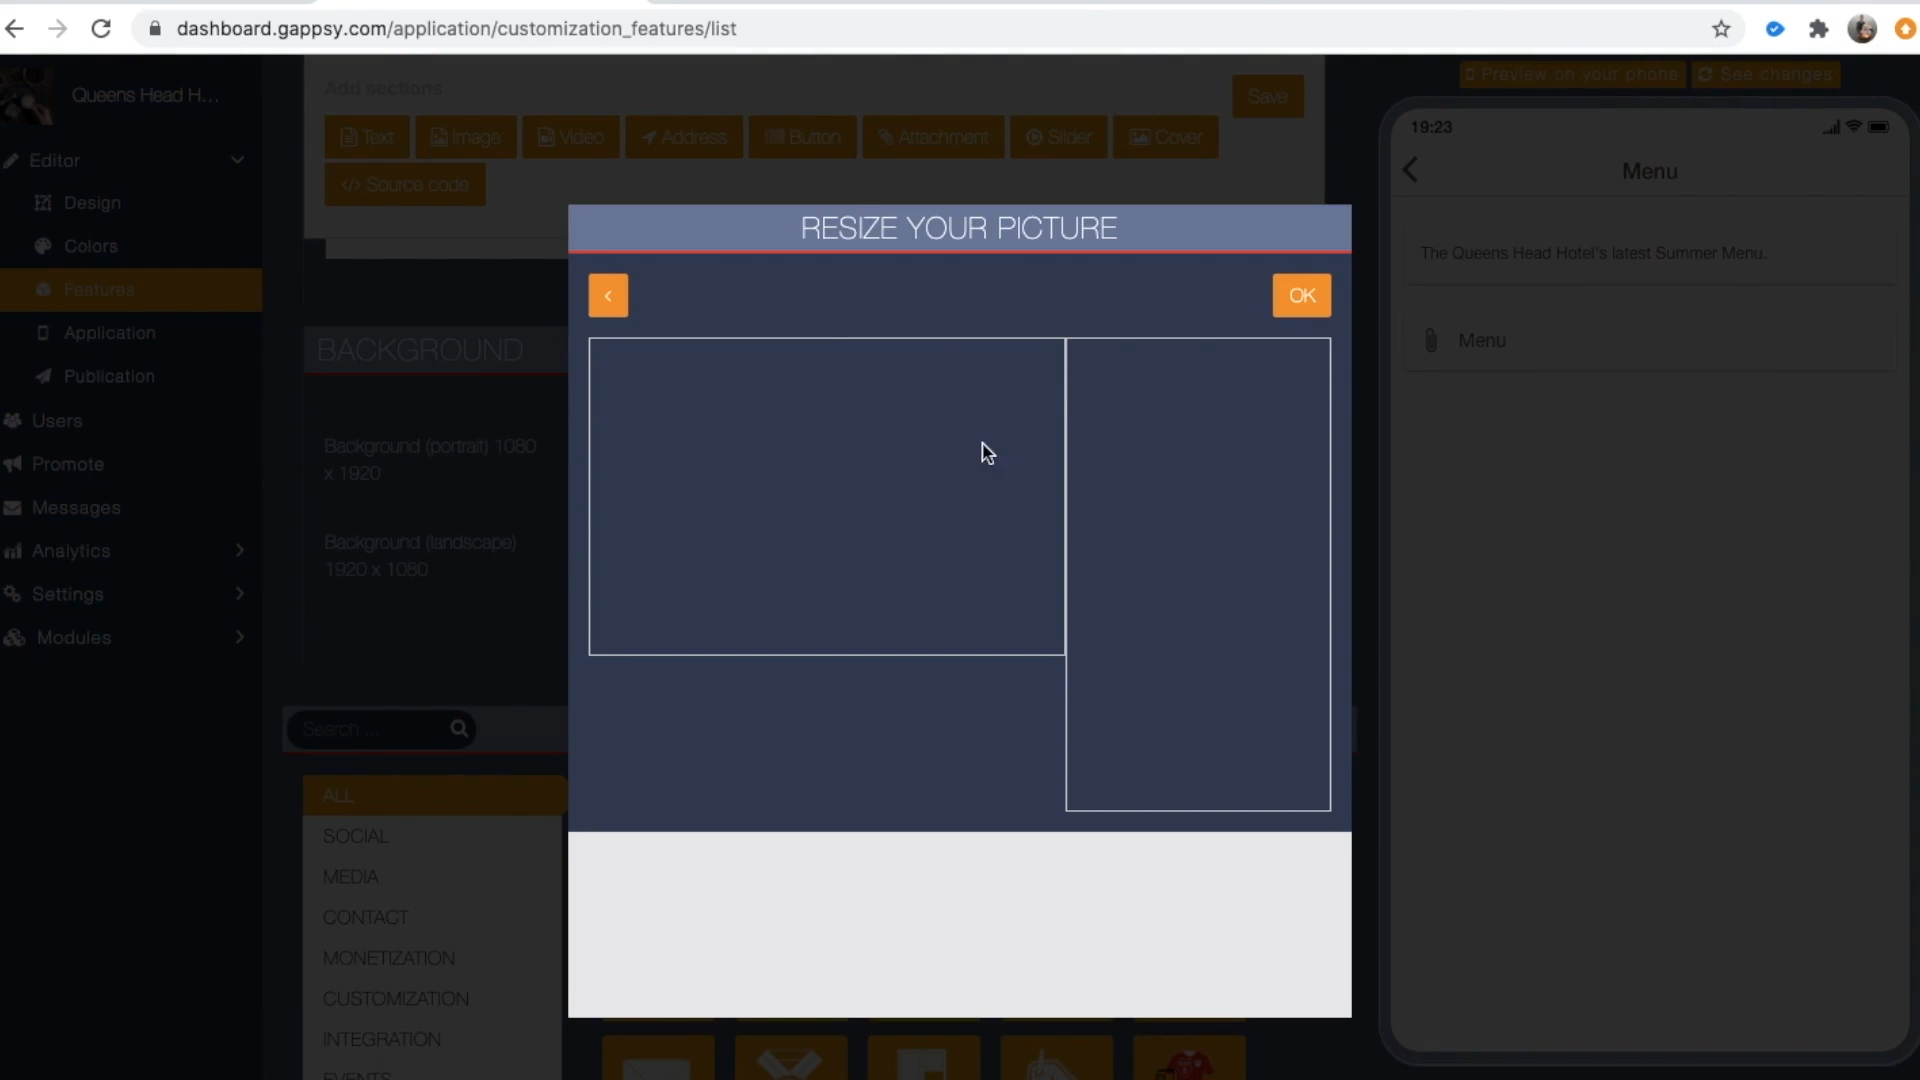 dashboard.gappsy.com/application/customization_features/list
Queens Head H...
Editor
Design
Colors
Features
Application
Publication
Users
Promote
Messages
Analytics
Settings
Modules
Add sections
Save
Text
Image
Video
Address
Button
Attachment
Slider
Cover
</> Source code
BACKGROUND
Background (portrait) 1080
x 1920
Background (landscape)
1920 x 1080
Search ...
ALL
SOCIAL
MEDIA
CONTACT
MONETIZATION
CUSTOMIZATION
INTEGRATION
EVENTS
RESIZE YOUR PICTURE
<
OK
Preview on your phone
See changes
19:23
Menu
The Queens Head Hotel's latest Summer Menu.
Menu